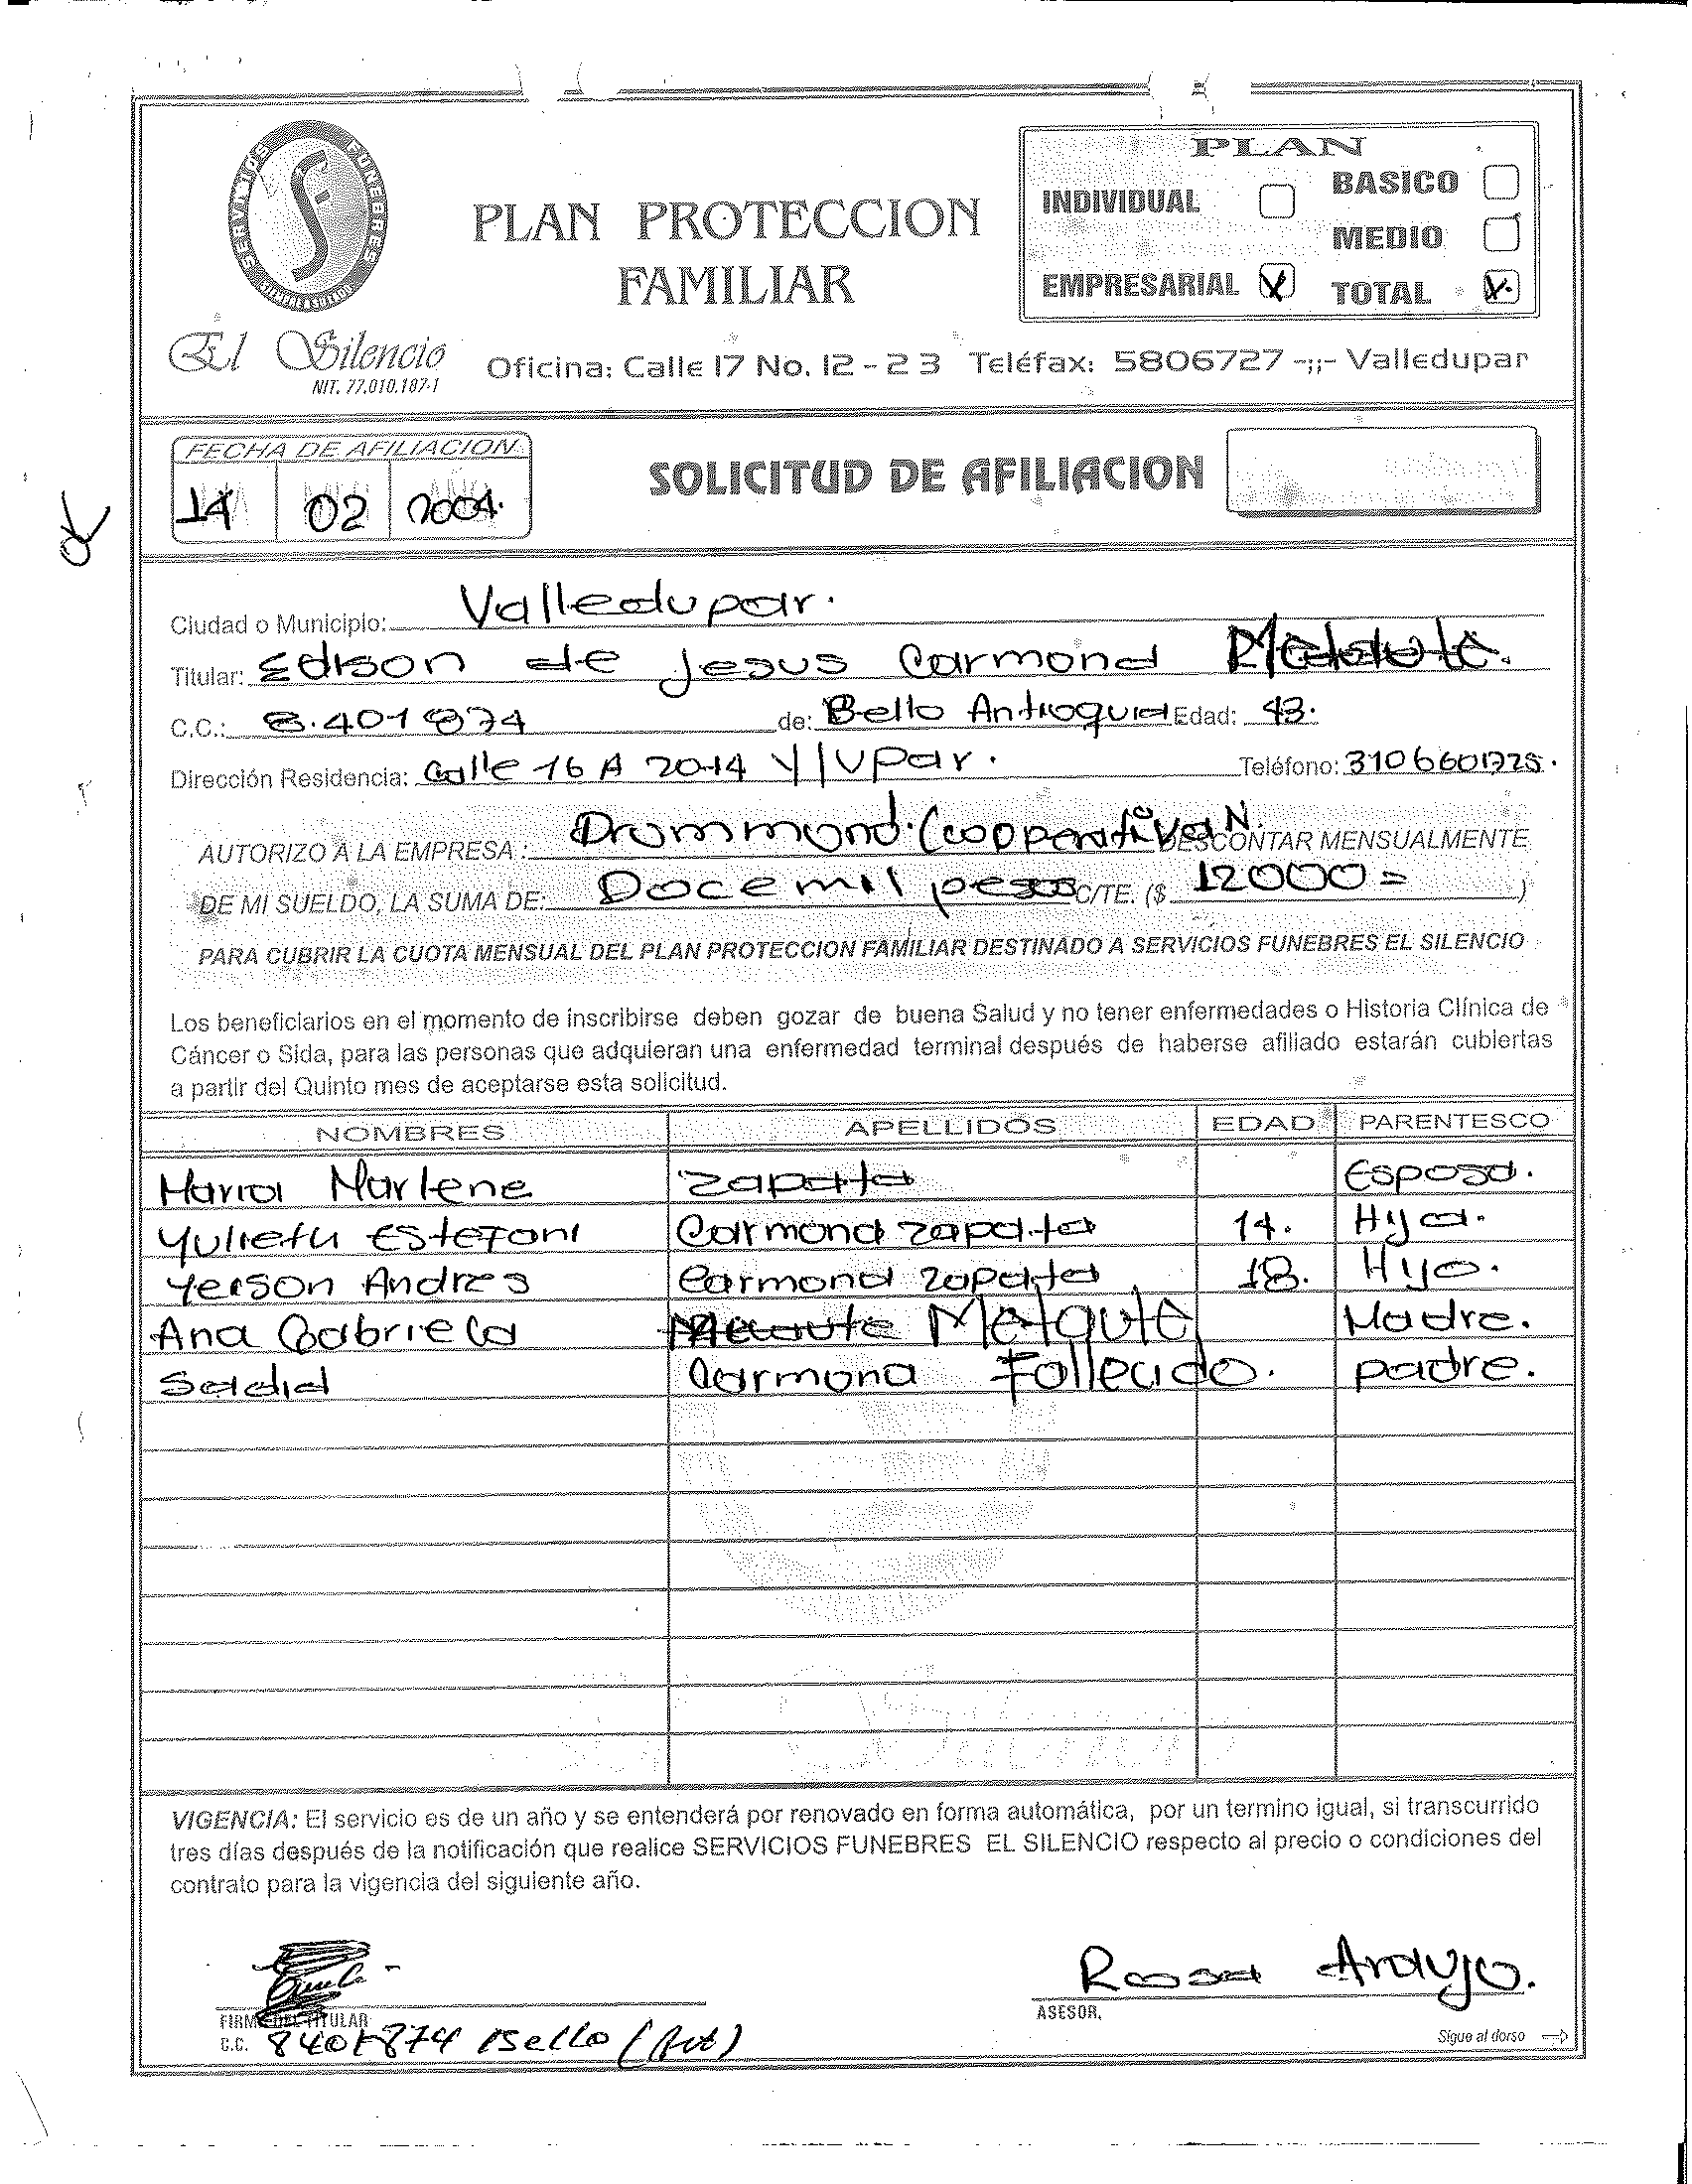 SERVICIOS FUNEBRES
SIEMPRE EXISTIOL
El Silencio
NIT. 77.010.187-1
PLAN PROTECCION
FAMILIAR
PLAN
INDIVIDUAL BASICO
MEDIO
EMPRESARIAL X TOTAL X
Oficina: Calle 17 No. 12 - 23 Teléfax: 5806727 -;;- Valledupar
FECHA DE AFILIACION
14 02 2004.
SOLICITUD DE AFILIACION
OK
Ciudad o Municipio: Valledupar.
Titular: Edison de Jesus Carmona
C.C.: 8.401874 de: Bello Antioquia Edad: 43.
Dirección Residencia: Calle 16 A 20-14 V/Upar. Teléfono: 3106601725.
AUTORIZO A LA EMPRESA: Drummond (Cooperativa N. DESCONTAR MENSUALMENTE
DE MI SUELDO, LA SUMA DE: Doce mil pesos C/TE. ($ 12000= )
PARA CUBRIR LA CUOTA MENSUAL DEL PLAN PROTECCION FAMILIAR DESTINADO A SERVICIOS FUNEBRES EL SILENCIO
Los beneficiarios en el momento de inscribirse deben gozar de buena Salud y no tener enfermedades o Historia Clínica de
Cáncer o Sida, para las personas que adquieran una enfermedad terminal después de haberse afiliado estarán cubiertas
a partir del Quinto mes de aceptarse esta solicitud.
NOMBRES APELLIDOS EDAD PARENTESCO
Maria Marlene Zapata Esposa.
Yulieth Estefani Carmona Zapata 14. Hija.
Yeison Andres Carmona Zapata 18. Hijo.
Ana Gabriela Matqute Madre.
Sadid Carmona Fallecido. padre.
VIGENCIA: El servicio es de un año y se entenderá por renovado en forma automática, por un termino igual, si transcurrido
tres días después de la notificación que realice SERVICIOS FUNEBRES EL SILENCIO respecto al precio o condiciones del
contrato para la vigencia del siguiente año.
Rosa Araujo.
FIRMA DEL TITULAR ASESOR,
C.C. 8401874 Bello (Ant)
Sigue al dorso